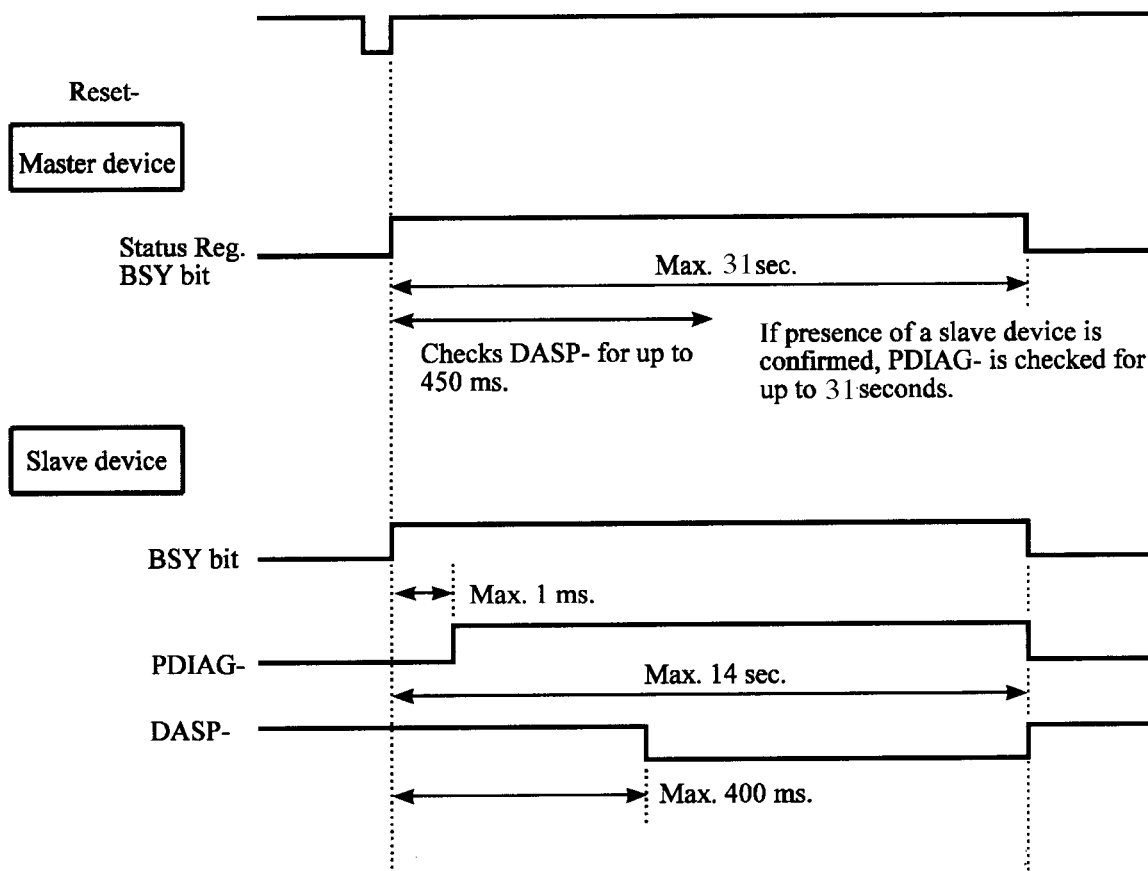 Reset-
Master device
Status Reg.
BSY bit
Max. 31 sec.
Checks DASP- for up to
450 ms.
If presence of a slave device is
confirmed, PDIAG- is checked for
up to 31 seconds.
Slave device
BSY bit
Max. 1 ms.
PDIAG-
Max. 14 sec.
DASP-
Max. 400 ms.